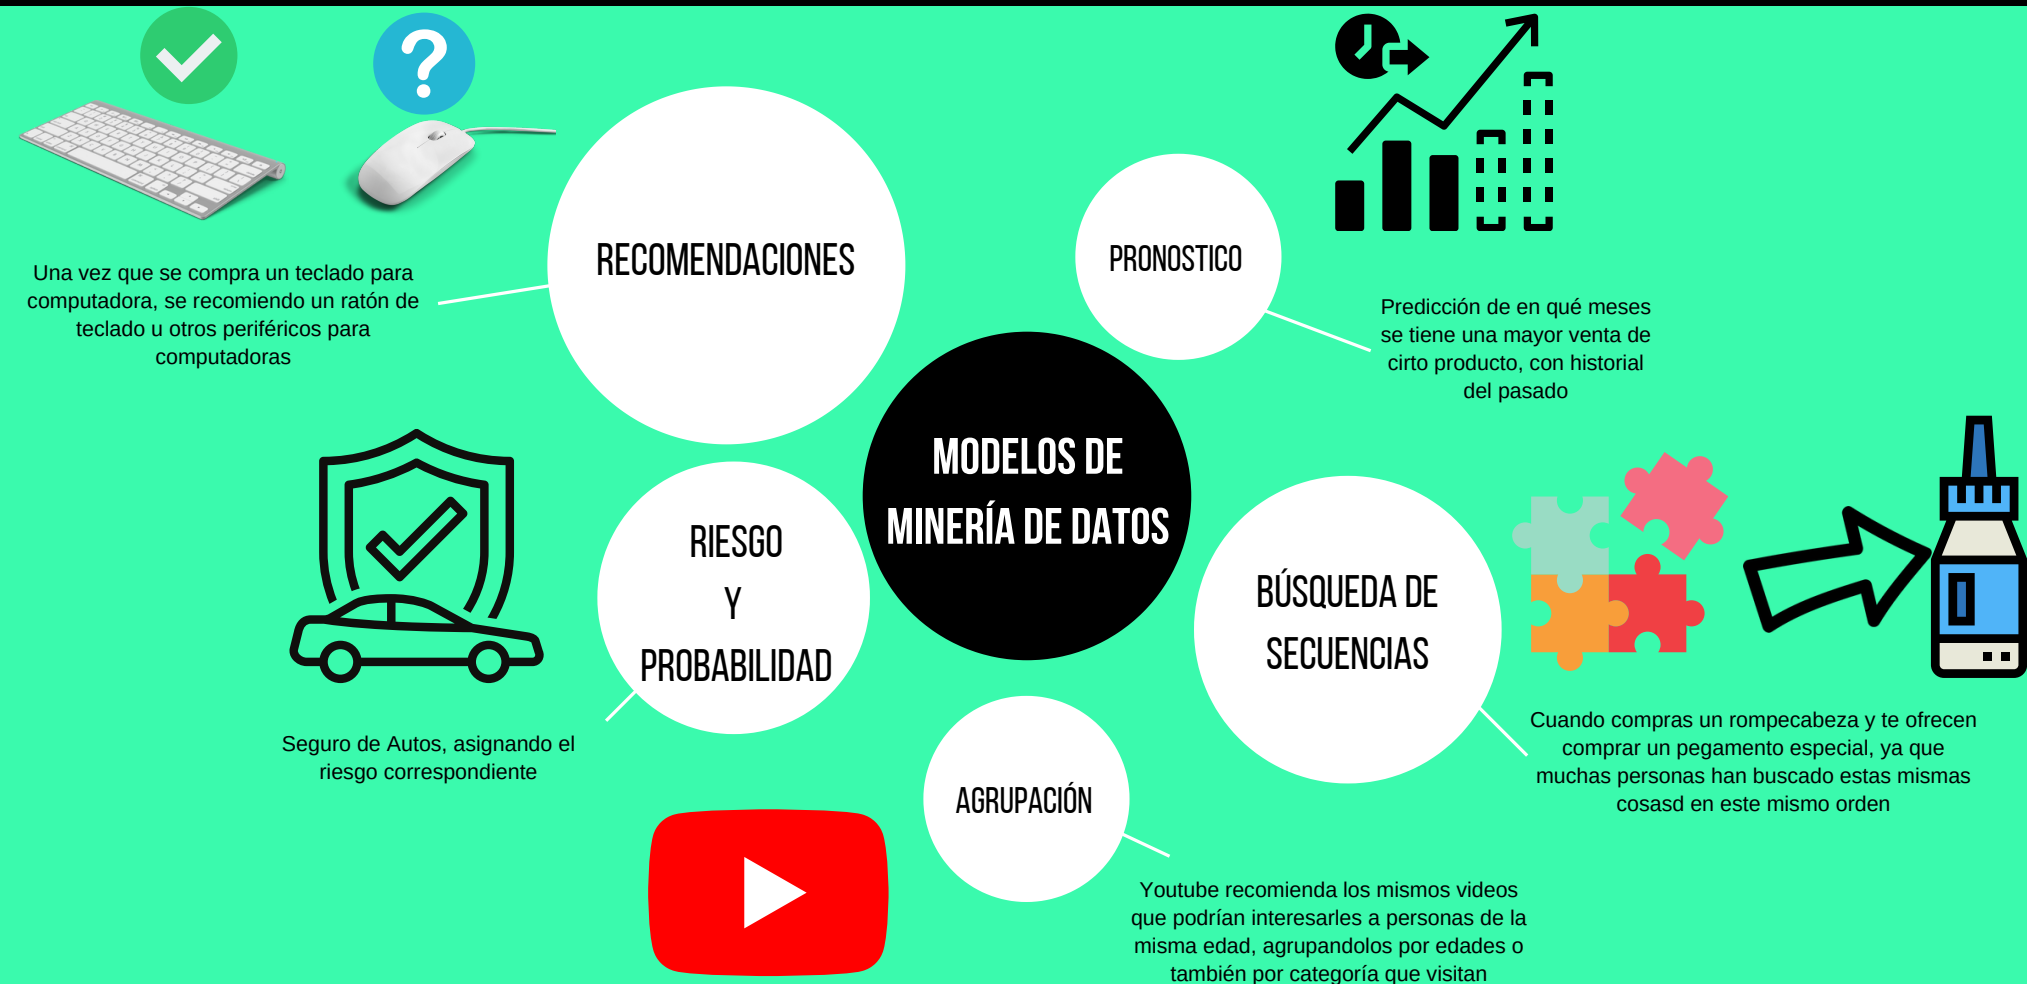 RECOMENDACIONES
Una vez que se compra un teclado para
computadora, se recomiendo un ratón de
teclado u otros periféricos para
computadoras
PRONOSTICO
Predicción de en qué meses
se tiene una mayor venta de
cirto producto, con historial
del pasado
MODELOS DE
MINERÍA DE DATOS
RIESGO
Y
PROBABILIDAD
Seguro de Autos, asignando el
riesgo correspondiente
BÚSQUEDA DE
SECUENCIAS
Cuando compras un rompecabeza y te ofrecen
comprar un pegamento especial, ya que
muchas personas han buscado estas mismas
cosasd en este mismo orden
AGRUPACIÓN
Youtube recomienda los mismos videos
que podrían interesarles a personas de la
misma edad, agrupandolos por edades o
también por categoría que visitan